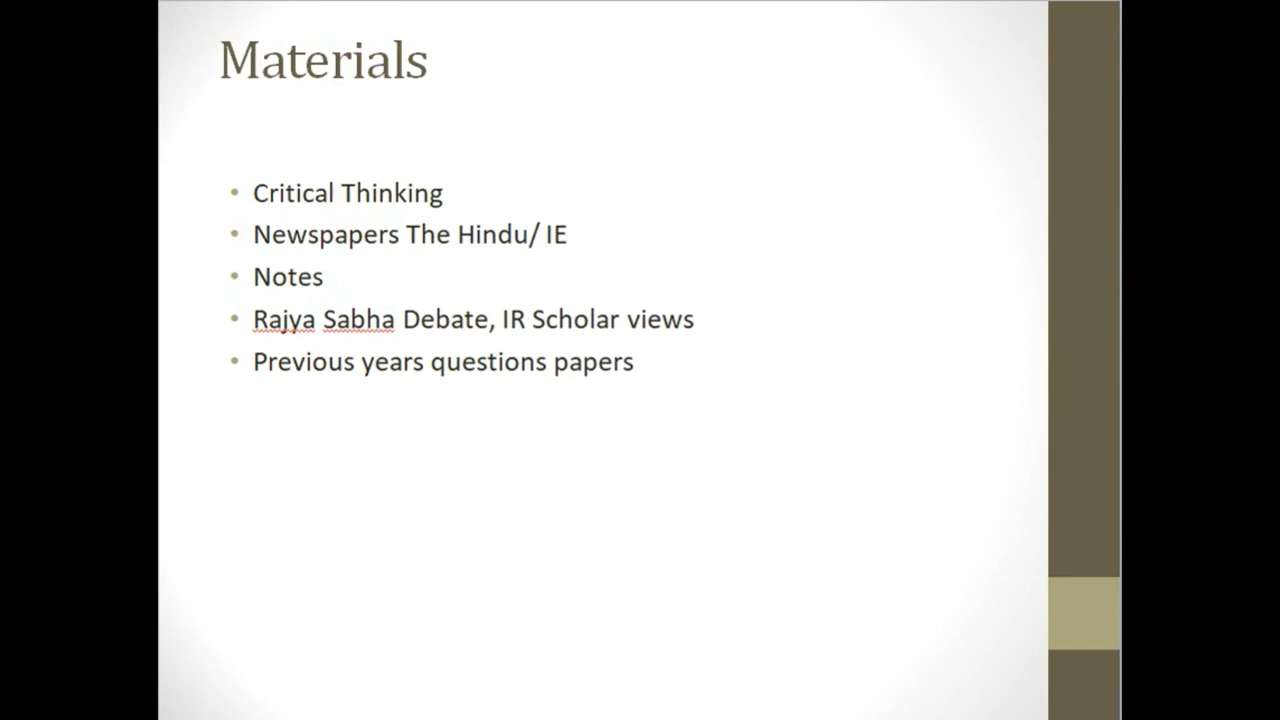 Materials
Critical Thinking
Newspapers The Hindu/ IE
Notes
Rajya Sabha Debate, IR Scholar views
Previous years questions papers